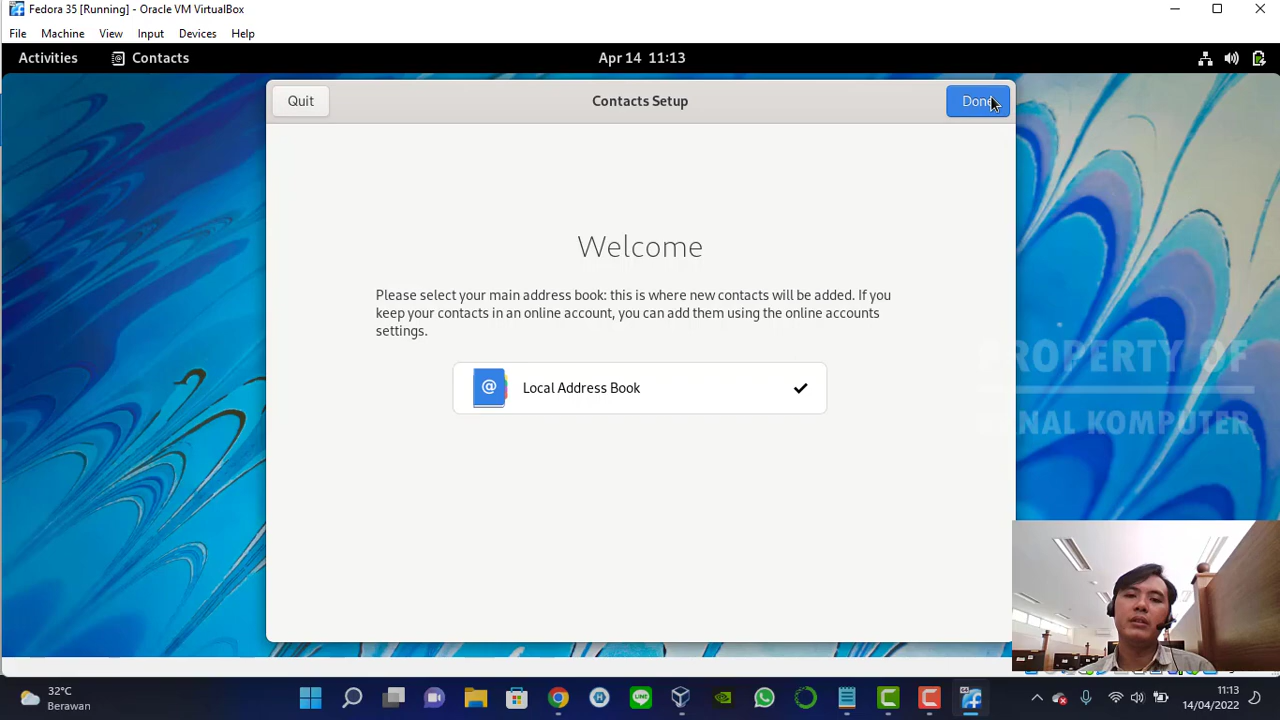 Fedora 35 [Running] - Oracle VM VirtualBox
File Machine View Input Devices Help
Activities Contacts Apr 14 11:13
Quit Contacts Setup Done
Welcome
Please select your main address book: this is where new contacts will be added. If you
keep your contacts in an online account, you can add them using the online accounts
settings.
@ Local Address Book
PROPERTY OF
KOMPUTER
32°C
Berawan
11:13
14/04/2022